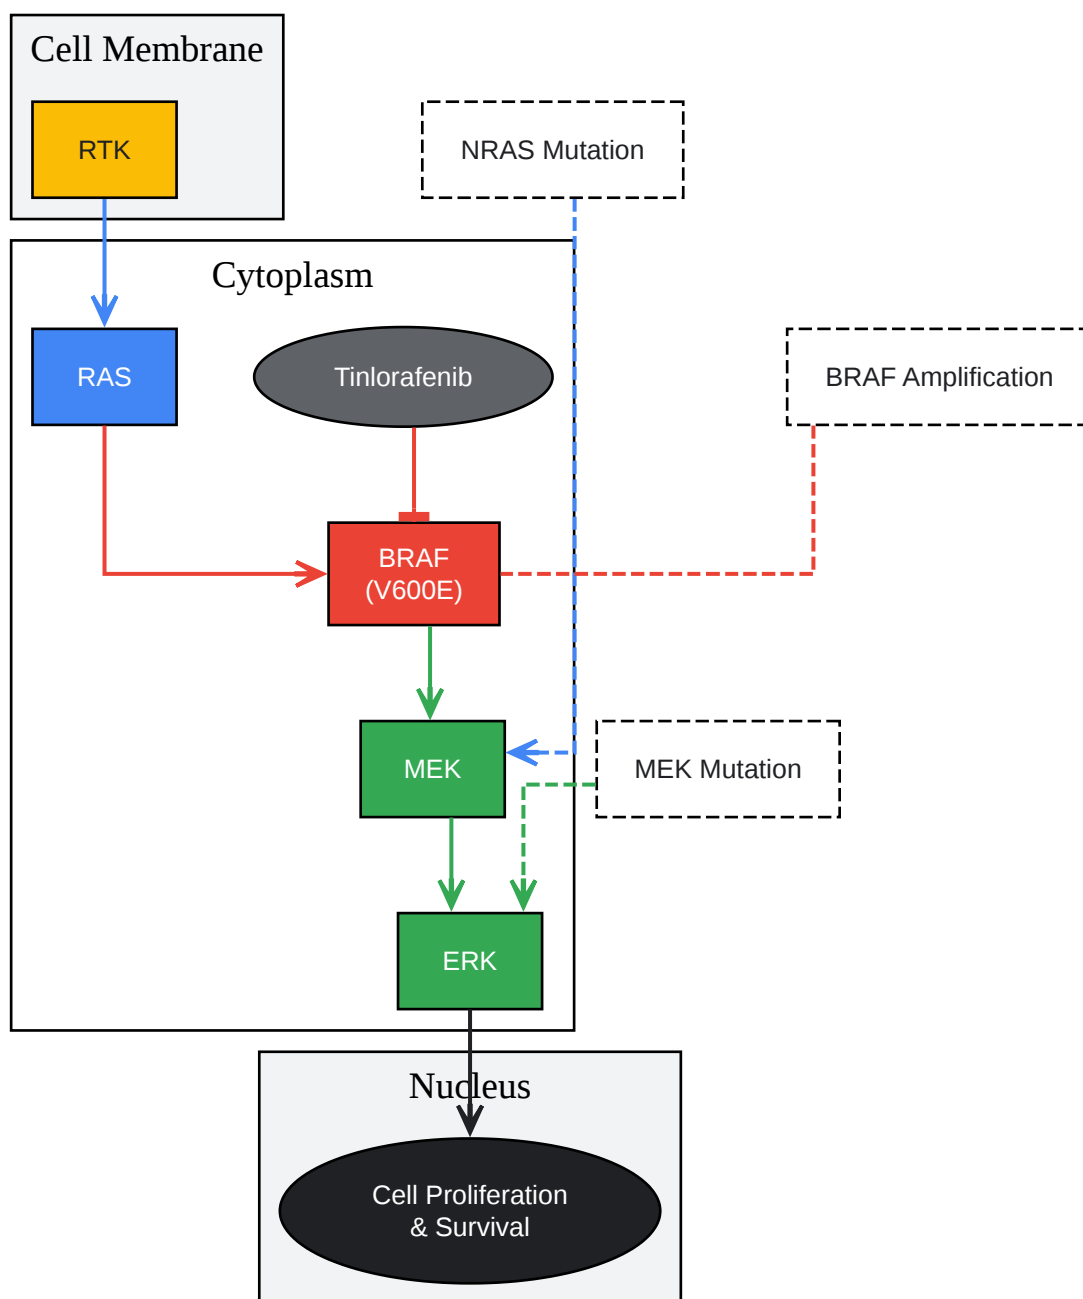 Cell Membrane
RTK
NRAS Mutation
Cytoplasm
RAS
Tinlorafenib
BRAF Amplification
BRAF
(V600E)
MEK
MEK Mutation
ERK
Nucleus
Cell Proliferation
& Survival